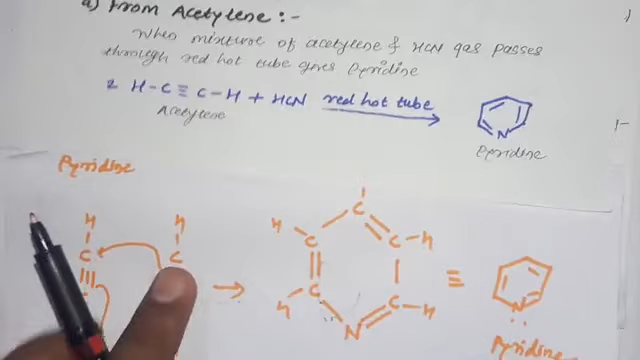 a) From Acetylene :-
When mixture of acetylene & HCN gas passes
through red hot tube gives Pyridine
2 H-C≡C-H + HCN red hot tube → N
Acetylene
Pyridine
Pyridine
H H
C C
H C C C-H
H C C-H
N
≡
N
Pyridine